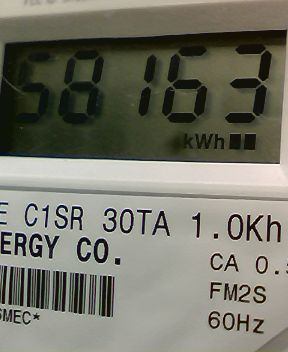 58163
kWh
E C1SR 30TA 1.0Kh
ERGY CO.
CA 0.5
FM2S
SMEC*
60Hz